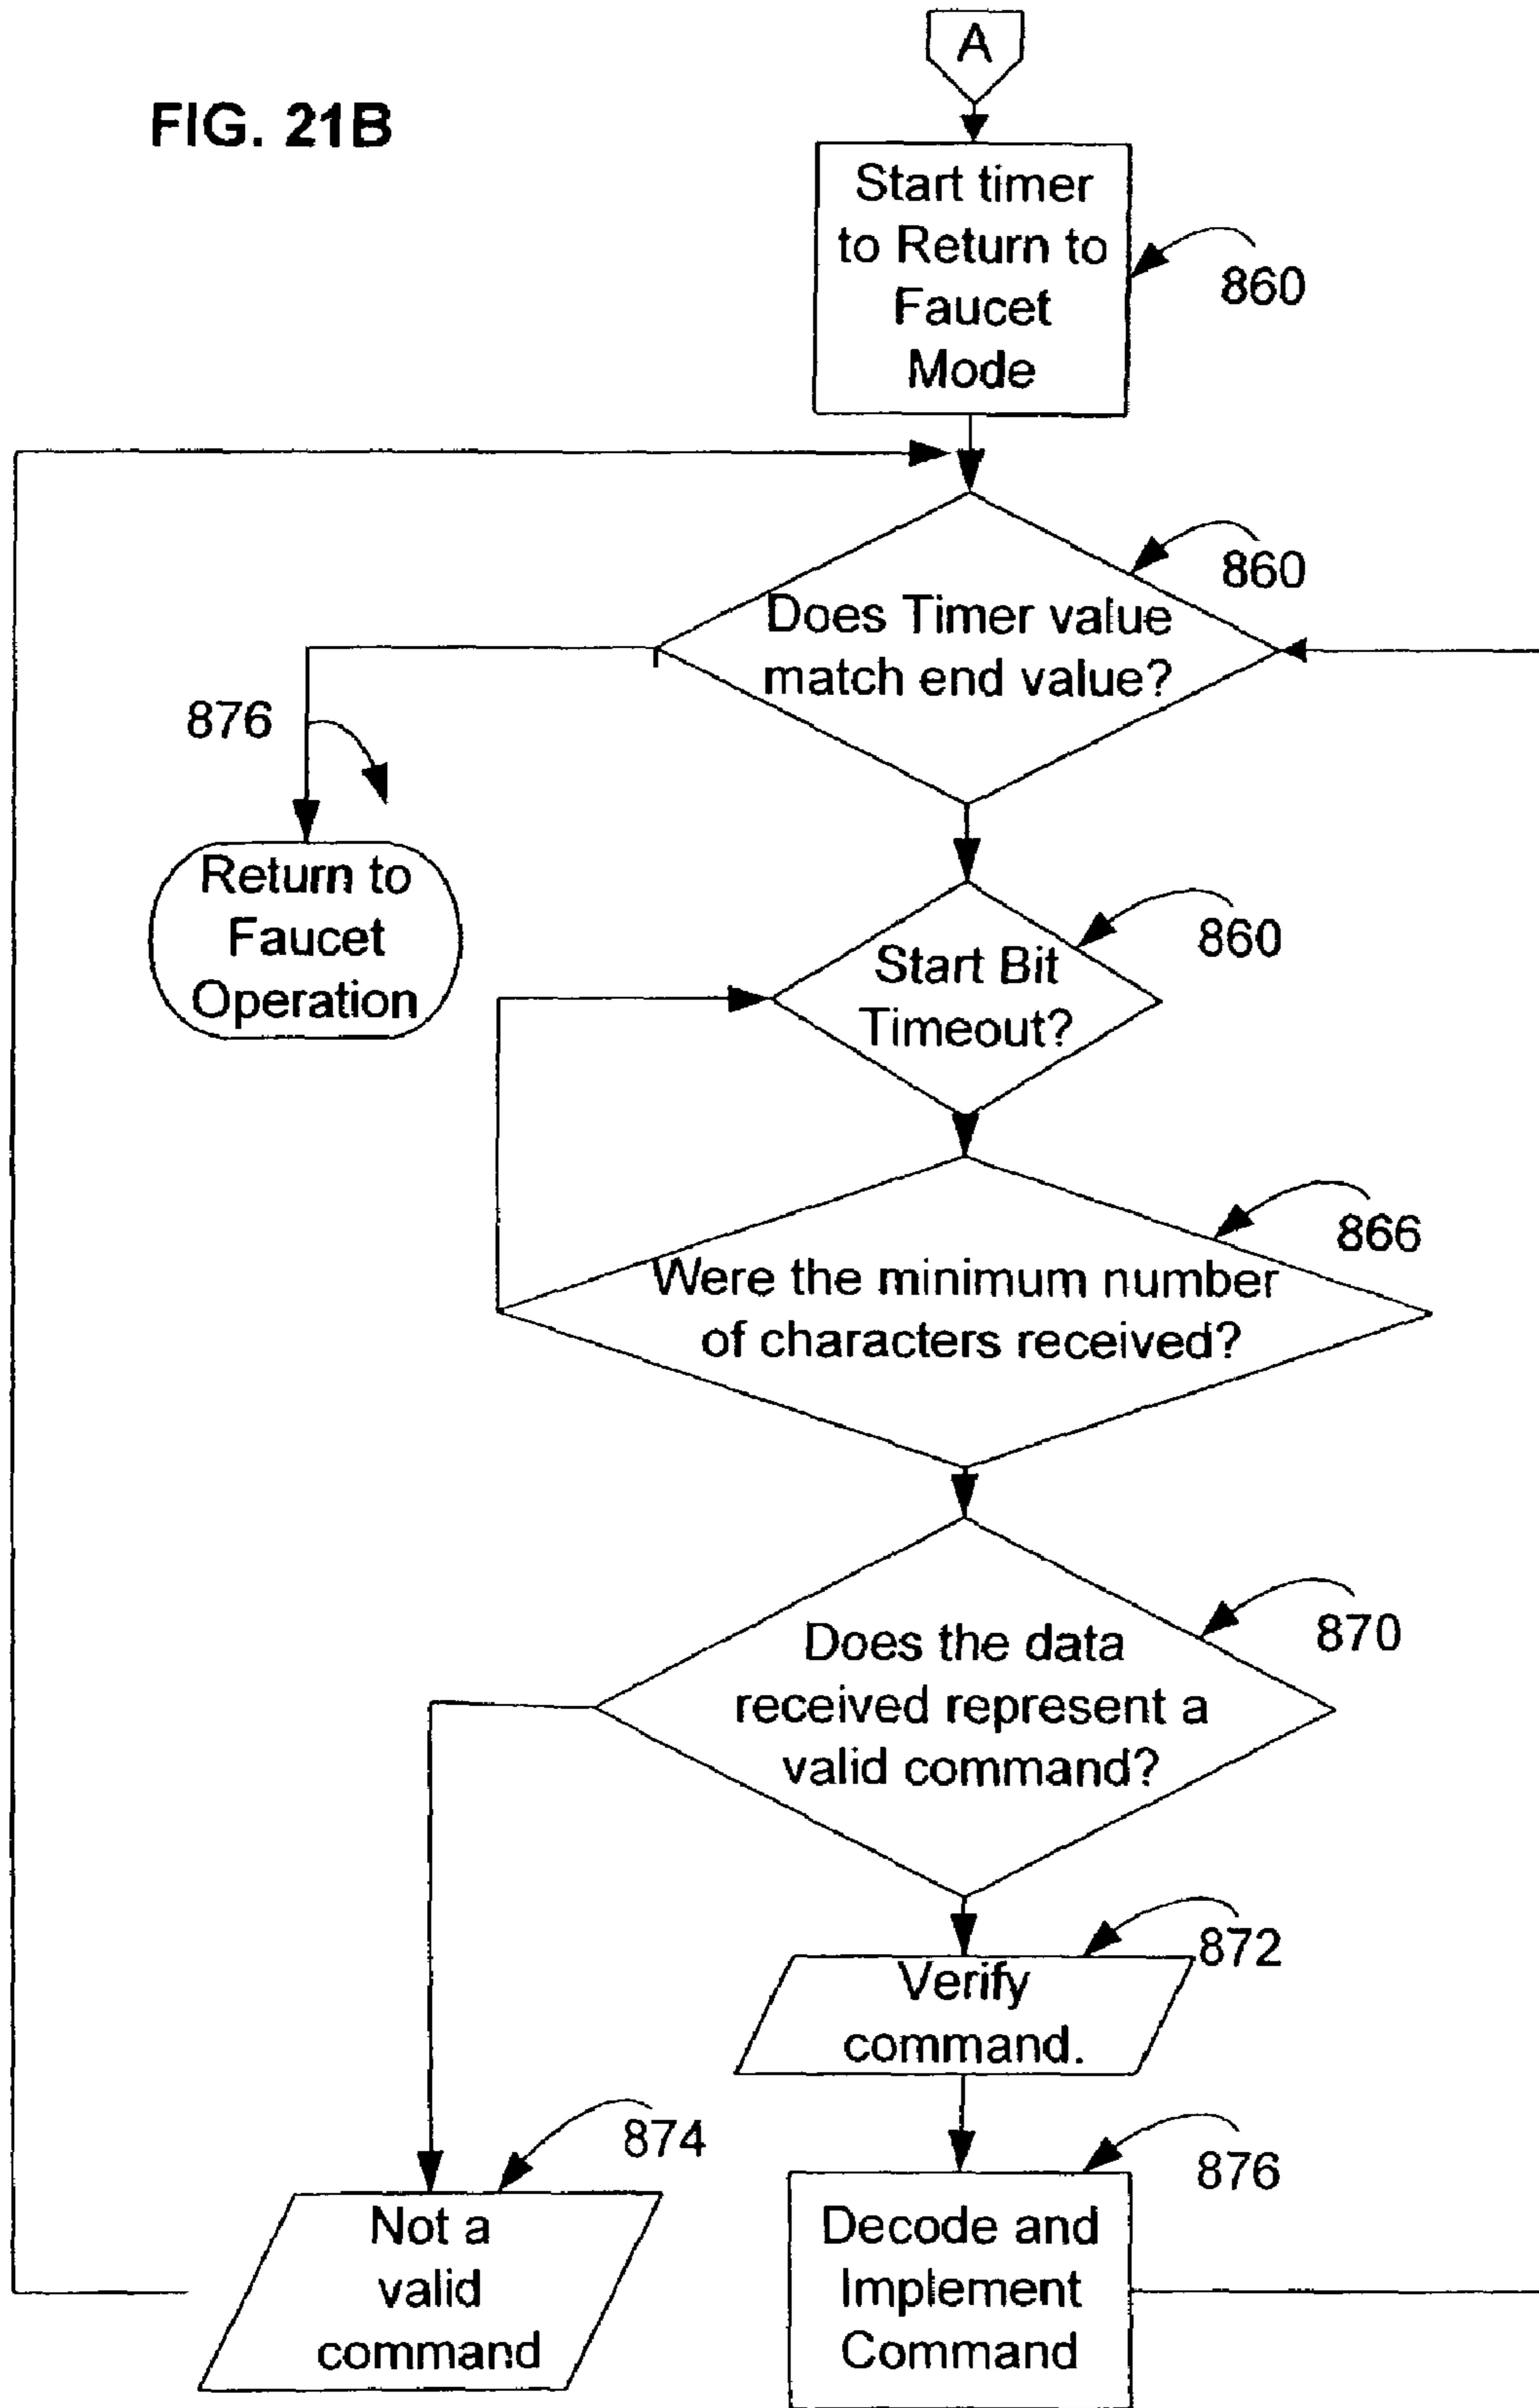 A
FIG. 21B
Start timer
to Return to
Faucet
Mode
860
860
Does Timer value
match end value?
876
Return to
Faucet
Operation
860
Start Bit
Timeout?
866
Were the minimum number
of characters received?
870
Does the data
received represent a
valid command?
872
Verify
command.
874
876
Not a
valid
command
Decode and
Implement
Command